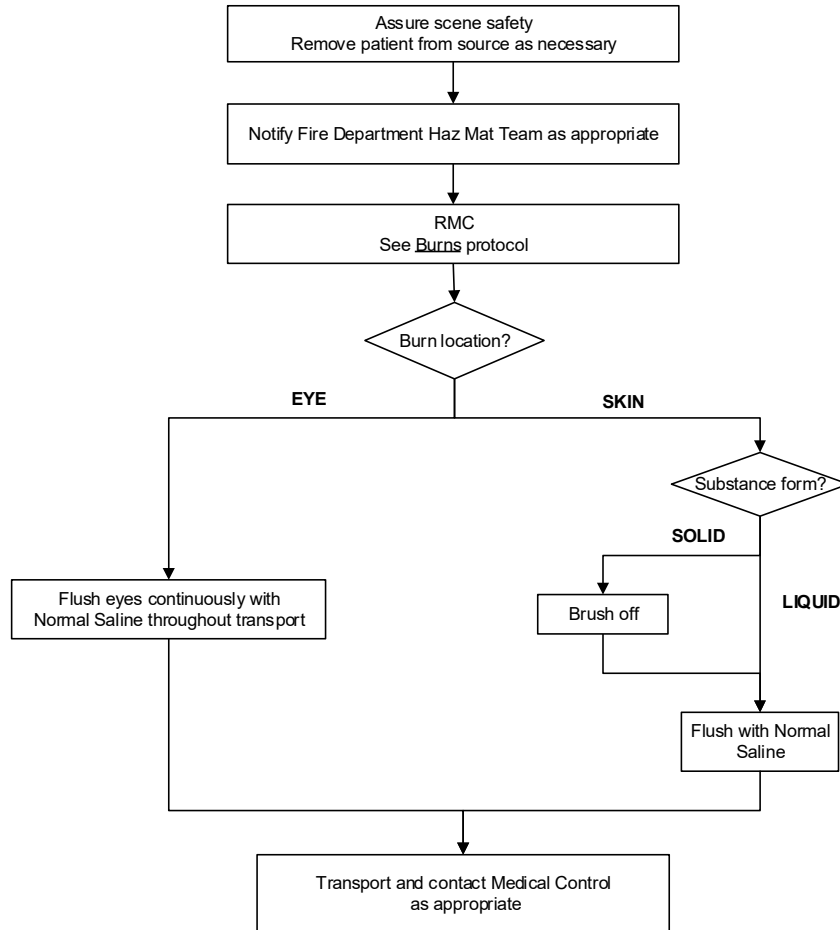 Assure scene safety
Remove patient from source as necessary
Notify Fire Department Haz Mat Team as appropriate
RMC
See Burns protocol
Burn location?
EYE
SKIN
Substance form?
SOLID
LIQUID
Flush eyes continuously with
Normal Saline throughout transport
Brush off
Flush with Normal
Saline
Transport and contact Medical Control
as appropriate